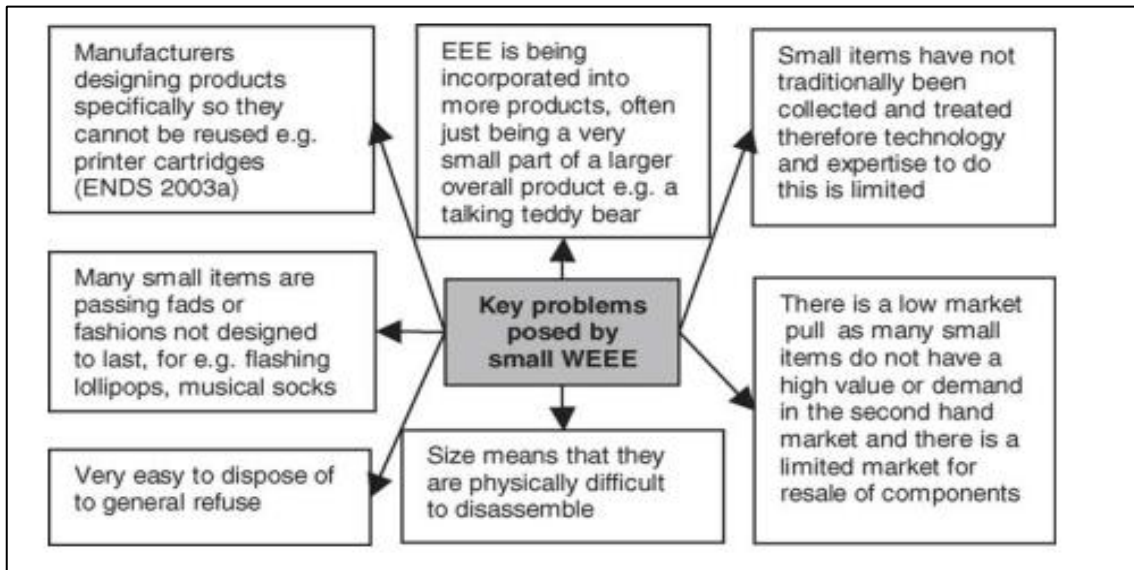 Manufacturers
designing products
specifically so they
cannot be reused e.g.
printer cartridges
(ENDS 2003a)
EEE is being
incorporated into
more products, often
just being a very
small part of a larger
overall product e.g. a
talking teddy bear
Small items have not
traditionally been
collected and treated
therefore technology
and expertise to do
this is limited
Many small items are
passing fads or
fashions not designed
to last, for e.g. flashing
lollipops, musical socks
Key problems
posed by
small WEEE
There is a low market
pull as many small
items do not have a
high value or demand
in the second hand
market and there is a
limited market for
resale of components
Very easy to dispose of
to general refuse
Size means that they
are physically difficult
to disassemble